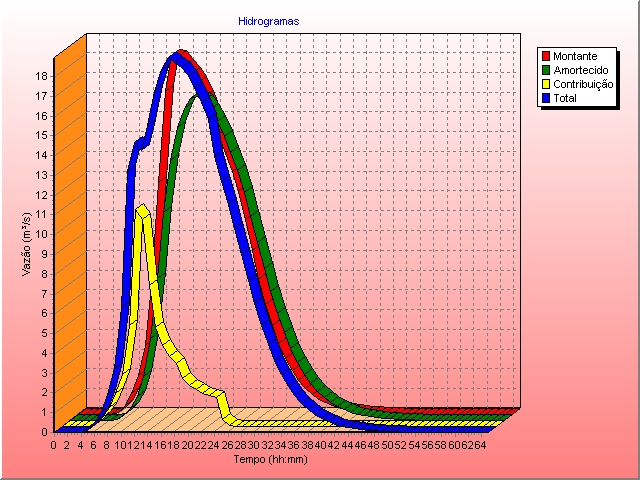 Hidrogramas
Montante
Amortecido
Contribuição
Total
Vazão (m³/s)
18
17
16
15
14
13
12
11
10
9
8
7
6
5
4
3
2
1
0
0 2 4 6 8 10 12 14 16 18 20 22 24 26 28 30 32 34 36 38 40 42 44 46 48 50 52 54 56 58 60 62 64
Tempo (hh:mm)